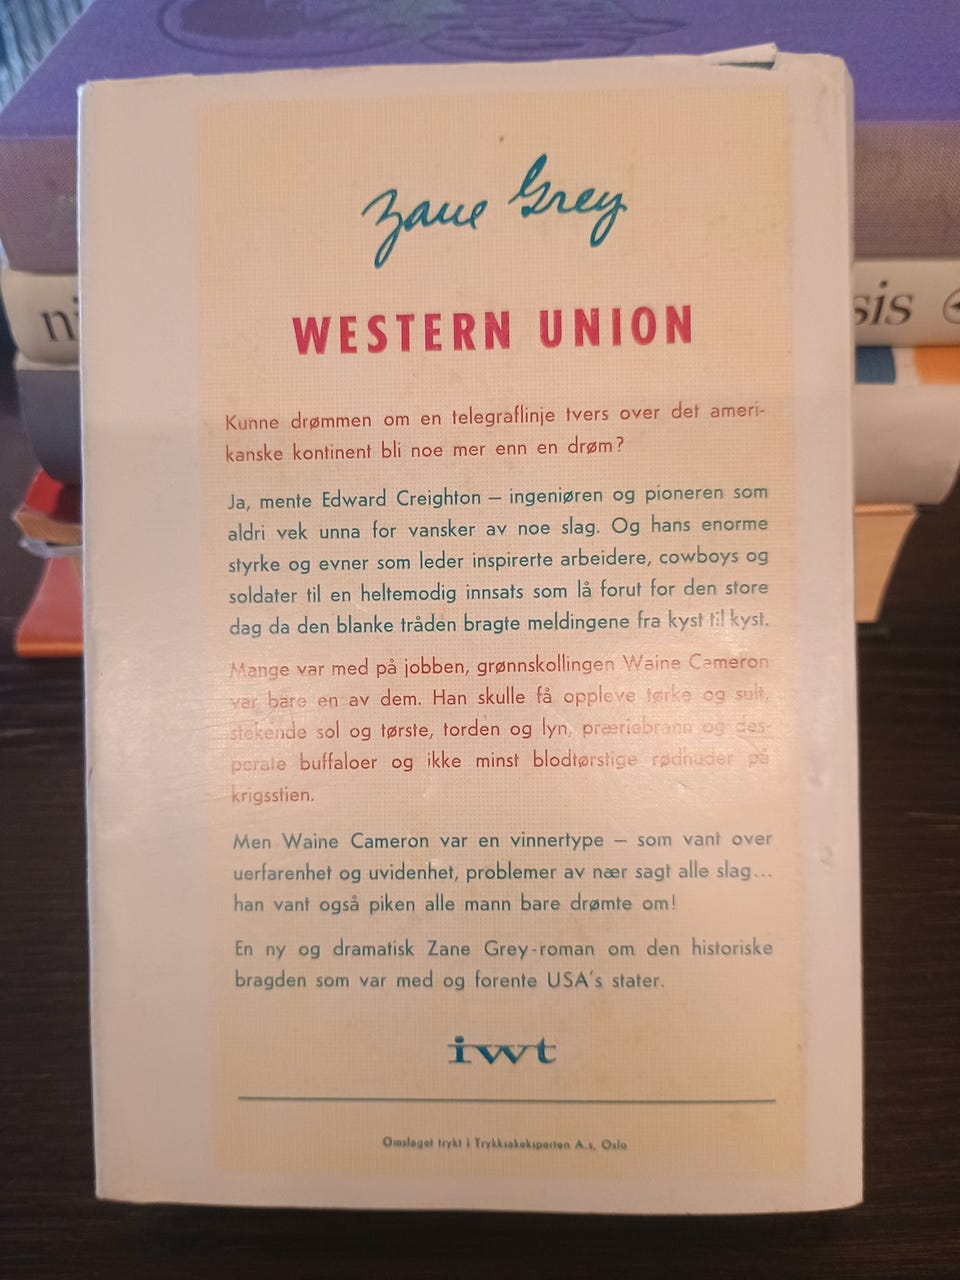 Zane Grey
WESTERN UNION
Kunne drømmen om en telegraflinje tvers over det ameri-
kanske kontinent bli noe mer enn en drøm?
Ja, mente Edward Creighton – ingeniøren og pioneren som
aldri vek unna for vansker av noe slag. Og hans enorme
styrke og evner som leder inspirerte arbeidere, cowboys og
soldater til en heltemodig innsats som lå forut for den store
dag da den blanke tråden bragte meldingene fra kyst til kyst.
Mange var med på jobben, grønnskollingen Waine Cameron
var bare en av dem. Han skulle få oppleve tørke og sult,
stekende sol og tørste, torden og lyn, præriebrann og des-
perate buffaloer og ikke minst blodtørstige rødhuder på
krigsstien.
Men Waine Cameron var en vinnertype – som vant over
uerfarenhet og uvidenhet, problemer av nær sagt alle slag...
han vant også piken alle mann bare drømte om!
En ny og dramatisk Zane Grey-roman om den historiske
bragden som var med og forente USA's stater.
iwt
Omslaget trykt i Trykksakeksperten A.s, Oslo
ni
sis